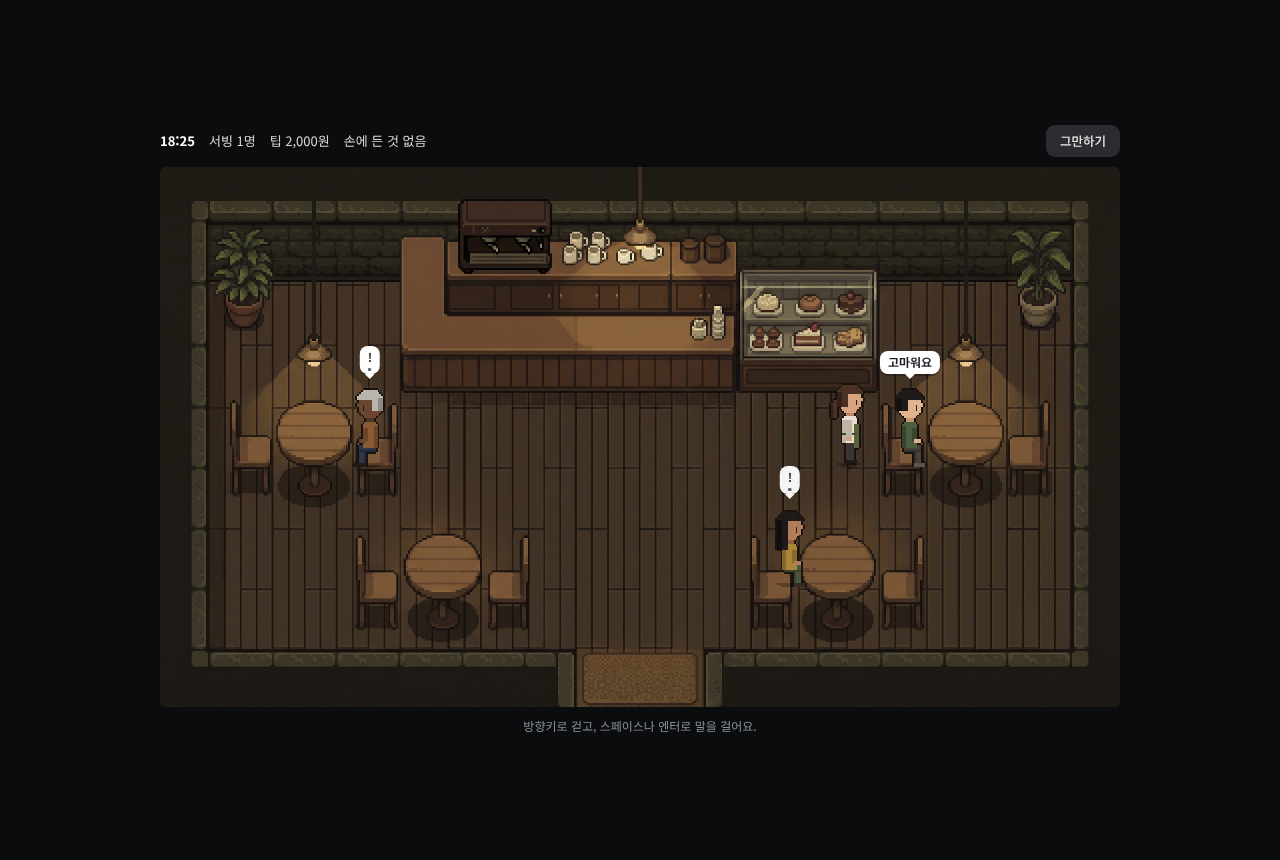 18:25 서빙 1명 팁 2,000원 손에 든 것 없음 그만하기
!
고마워요
!
방향키로 걷고, 스페이스나 엔터로 말을 걸어요.